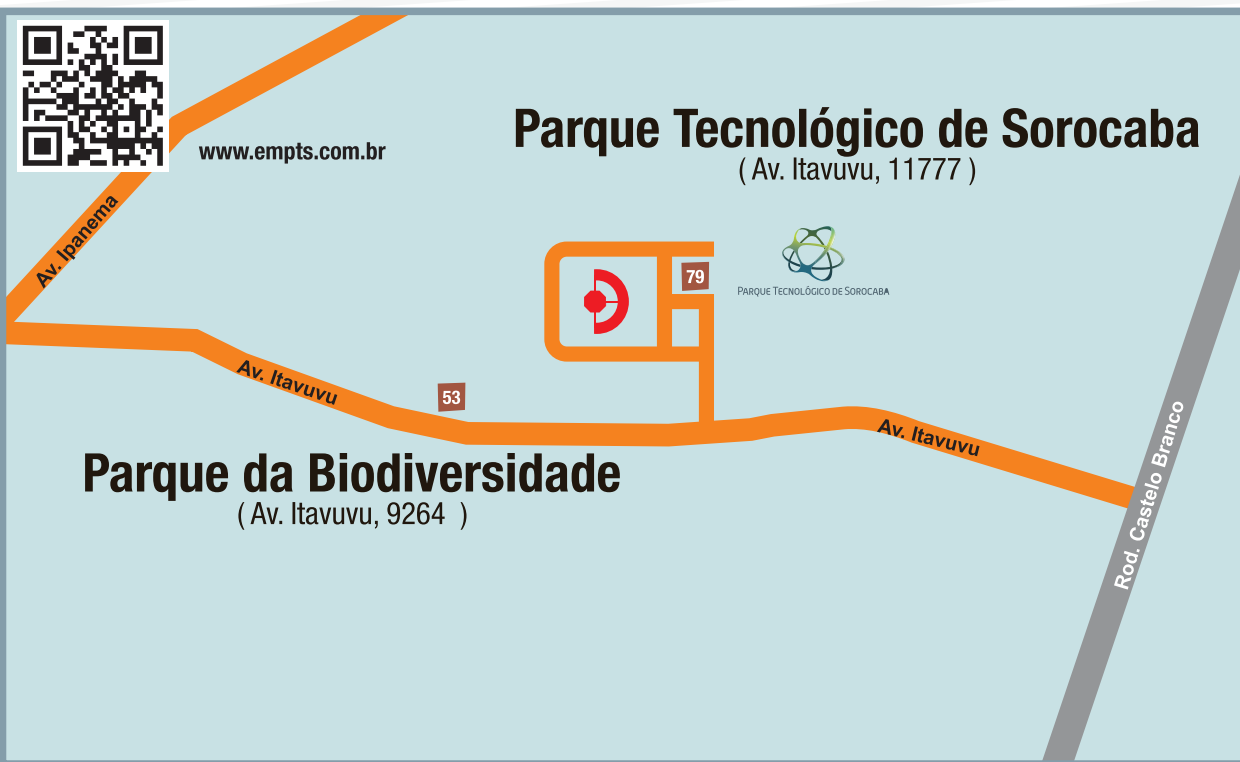 www.empts.com.br
Parque Tecnológico de Sorocaba
( Av. Itavuvu, 11777 )
Av. Ipanema
79
PARQUE TECNOLÓGICO DE SOROCABA
Av. Itavuvu
53
Av. Itavuvu
Rod. Castelo Branco
Parque da Biodiversidade
( Av. Itavuvu, 9264 )